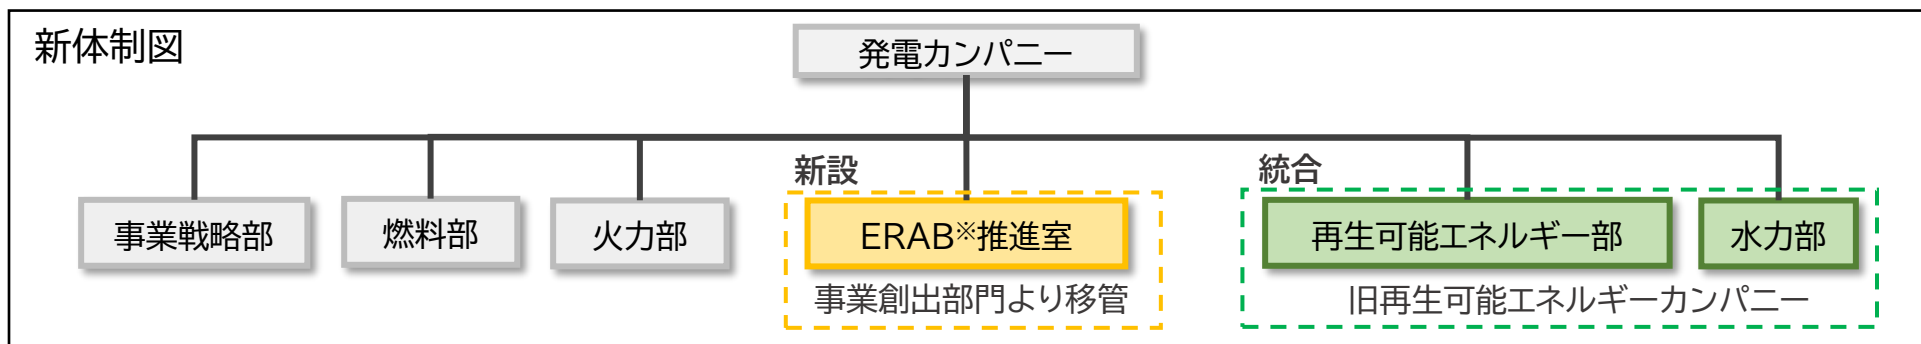 新体制図
発電カンパニー
事業戦略部
燃料部
火力部
新設
ERAB※推進室
事業創出部門より移管
統合
再生可能エネルギー部
水力部
旧再生可能エネルギーカンパニー